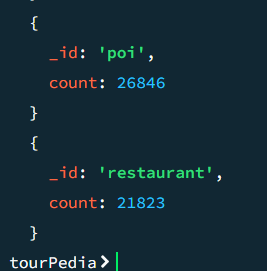 {
_id: 'poi',
count: 26846
}
{
_id: 'restaurant',
count: 21823
}
tourPedia>